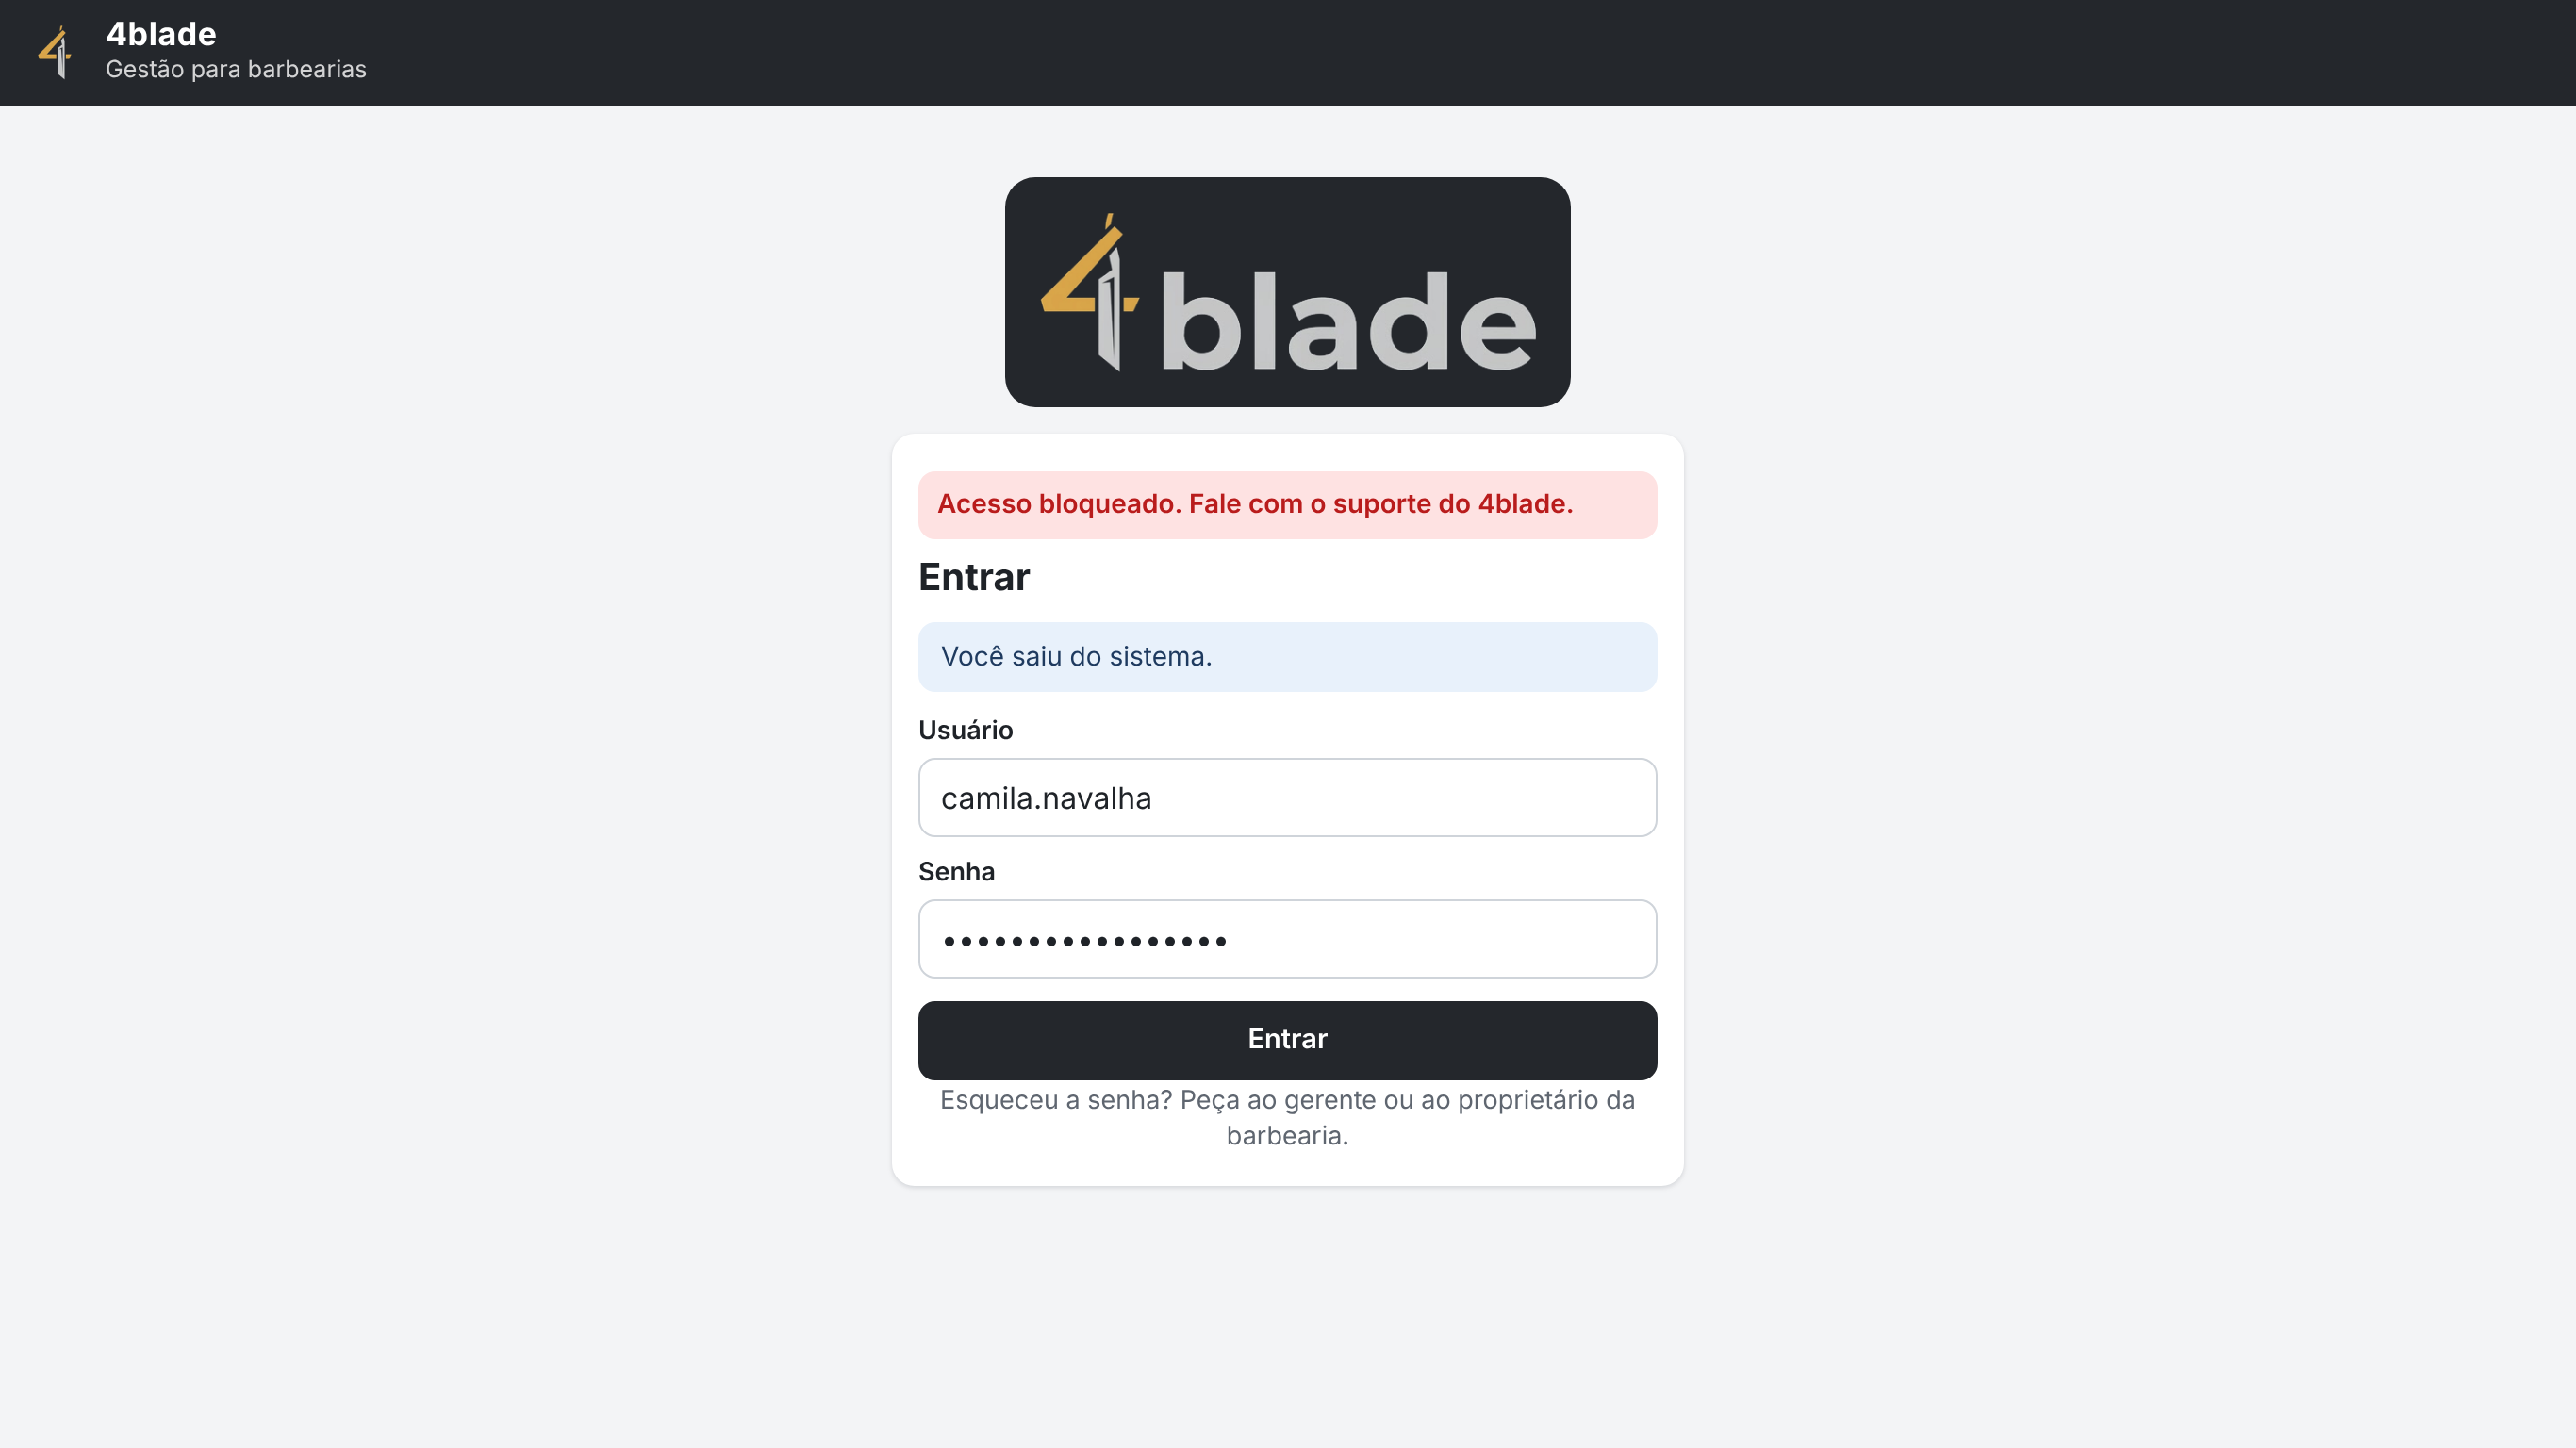 4blade
Gestão para barbearias
4blade
Acesso bloqueado. Fale com o suporte do 4blade.
Entrar
Você saiu do sistema.
Usuário
camila.navalha
Senha
•••••••••••••••••
Entrar
Esqueceu a senha? Peça ao gerente ou ao proprietário da
barbearia.